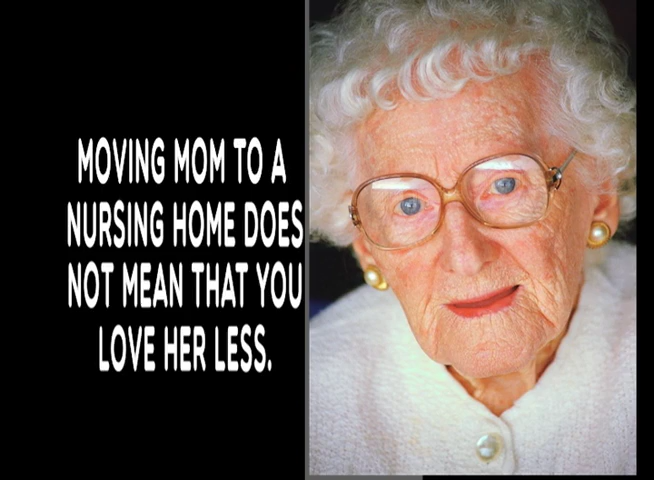 MOVING MOM TO A
NURSING HOME DOES
NOT MEAN THAT YOU
LOVE HER LESS.